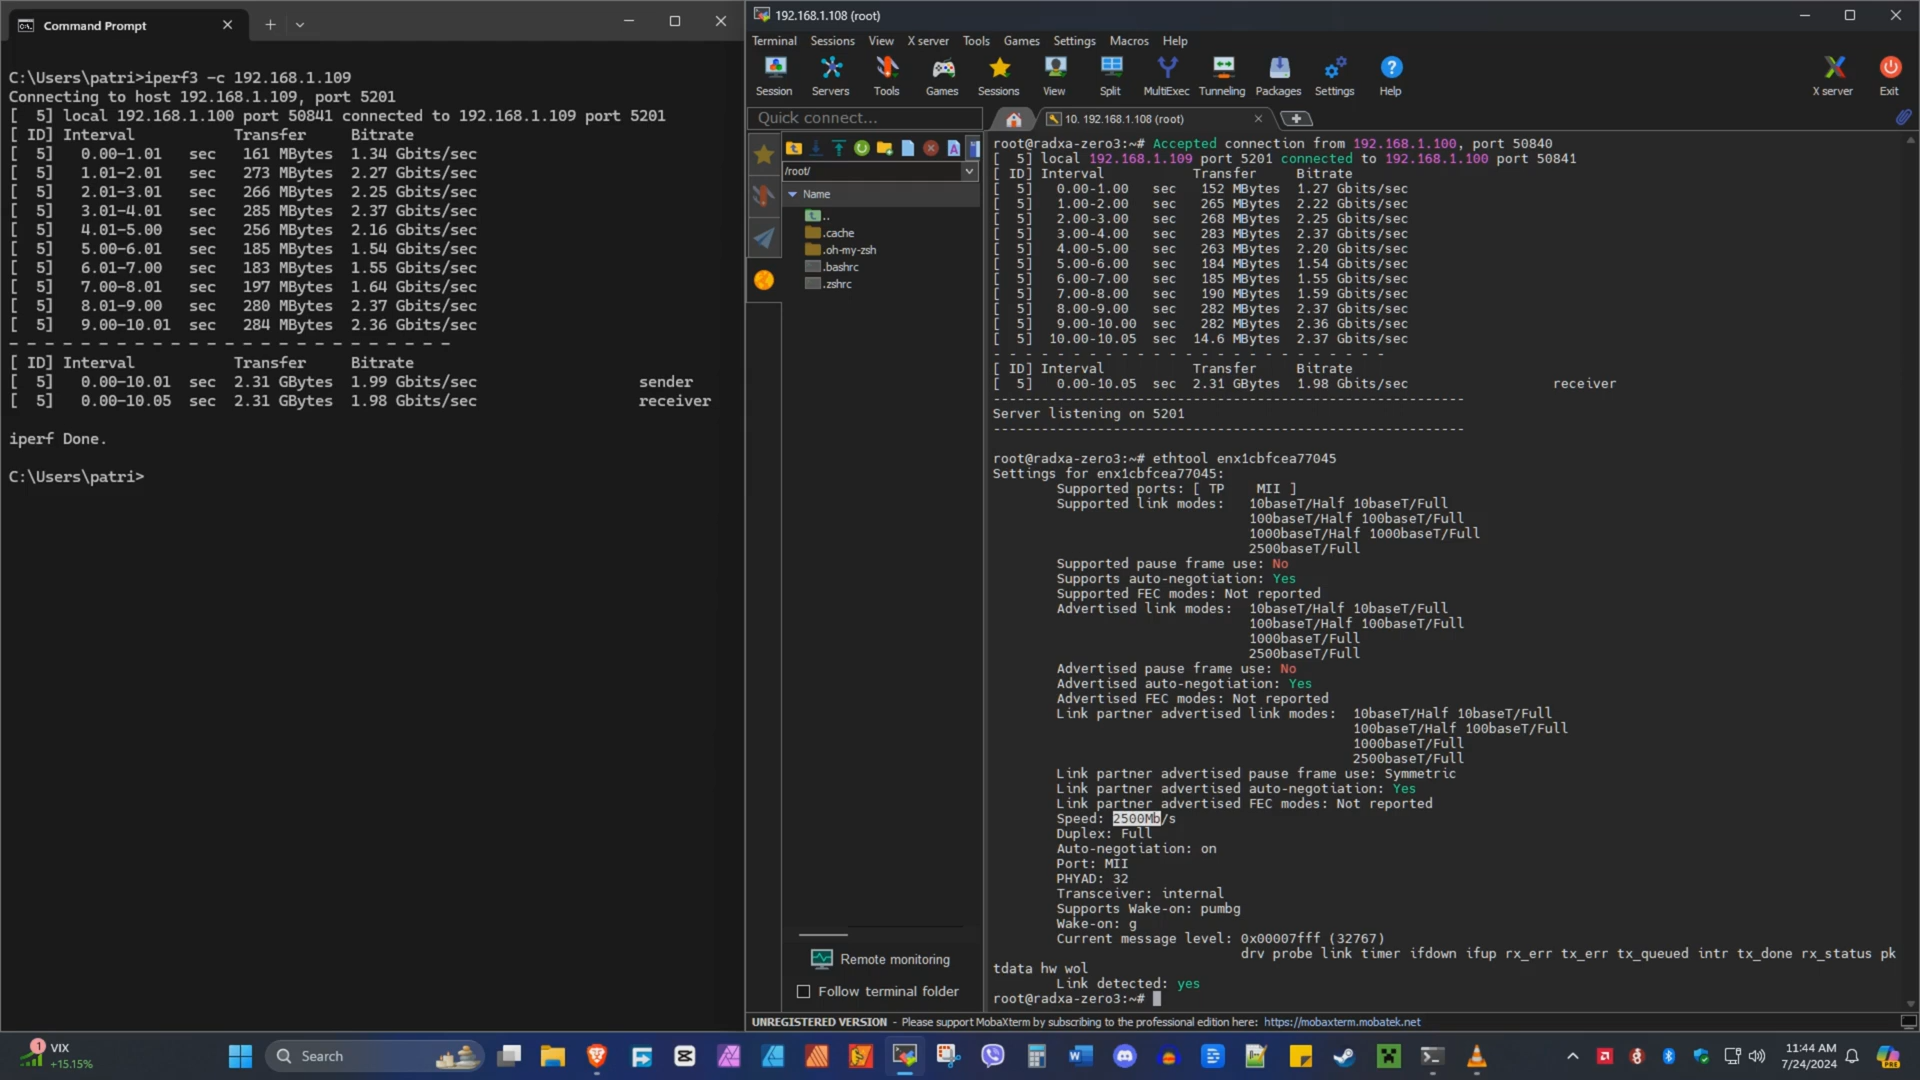 Command Prompt
C:\Users\patri>iperf3 -c 192.168.1.109
Connecting to host 192.168.1.109, port 5201
[  5] local 192.168.1.100 port 50841 connected to 192.168.1.109 port 5201
[ ID] Interval           Transfer     Bitrate
[  5]   0.00-1.01   sec   161 MBytes  1.34 Gbits/sec
[  5]   1.01-2.01   sec   273 MBytes  2.27 Gbits/sec
[  5]   2.01-3.01   sec   266 MBytes  2.25 Gbits/sec
[  5]   3.01-4.01   sec   285 MBytes  2.37 Gbits/sec
[  5]   4.01-5.00   sec   256 MBytes  2.16 Gbits/sec
[  5]   5.00-6.01   sec   185 MBytes  1.54 Gbits/sec
[  5]   6.01-7.00   sec   183 MBytes  1.55 Gbits/sec
[  5]   7.00-8.01   sec   197 MBytes  1.64 Gbits/sec
[  5]   8.01-9.00   sec   280 MBytes  2.37 Gbits/sec
[  5]   9.00-10.01  sec   284 MBytes  2.36 Gbits/sec
- - - - - - - - - - - - - - - - - - - - - - - - -
[ ID] Interval           Transfer     Bitrate
[  5]   0.00-10.01  sec  2.31 GBytes  1.99 Gbits/sec                  sender
[  5]   0.00-10.05  sec  2.31 GBytes  1.98 Gbits/sec                  receiver
iperf Done.
C:\Users\patri>
192.168.1.108 (root)
Terminal Sessions View X server Tools Games Settings Macros Help
Session Servers Tools Games Sessions View Split MultiExec Tunneling Packages Settings Help X server Exit
Quick connect...
10. 192.168.1.108 (root)
/root/
Name
..
.cache
.oh-my-zsh
.bashrc
.zshrc
Remote monitoring
Follow terminal folder
root@radxa-zero3:~# Accepted connection from 192.168.1.100, port 50840
[  5] local 192.168.1.109 port 5201 connected to 192.168.1.100 port 50841
[ ID] Interval           Transfer     Bitrate
[  5]   0.00-1.00   sec   152 MBytes  1.27 Gbits/sec
[  5]   1.00-2.00   sec   265 MBytes  2.22 Gbits/sec
[  5]   2.00-3.00   sec   268 MBytes  2.25 Gbits/sec
[  5]   3.00-4.00   sec   283 MBytes  2.37 Gbits/sec
[  5]   4.00-5.00   sec   263 MBytes  2.20 Gbits/sec
[  5]   5.00-6.00   sec   184 MBytes  1.54 Gbits/sec
[  5]   6.00-7.00   sec   185 MBytes  1.55 Gbits/sec
[  5]   7.00-8.00   sec   190 MBytes  1.59 Gbits/sec
[  5]   8.00-9.00   sec   282 MBytes  2.37 Gbits/sec
[  5]   9.00-10.00  sec   282 MBytes  2.36 Gbits/sec
[  5]  10.00-10.05  sec  14.6 MBytes  2.37 Gbits/sec
- - - - - - - - - - - - - - - - - - - - - - - - -
[ ID] Interval           Transfer     Bitrate
[  5]   0.00-10.05  sec  2.31 GBytes  1.98 Gbits/sec                  receiver
-----------------------------------------------------------
Server listening on 5201
-----------------------------------------------------------
root@radxa-zero3:~# ethtool enx1cbfcea77045
Settings for enx1cbfcea77045:
Supported ports: [ TP    MII ]
Supported link modes:   10baseT/Half 10baseT/Full
100baseT/Half 100baseT/Full
1000baseT/Half 1000baseT/Full
2500baseT/Full
Supported pause frame use: No
Supports auto-negotiation: Yes
Supported FEC modes: Not reported
Advertised link modes:  10baseT/Half 10baseT/Full
100baseT/Half 100baseT/Full
1000baseT/Full
2500baseT/Full
Advertised pause frame use: No
Advertised auto-negotiation: Yes
Advertised FEC modes: Not reported
Link partner advertised link modes:  10baseT/Half 10baseT/Full
100baseT/Half 100baseT/Full
1000baseT/Full
2500baseT/Full
Link partner advertised pause frame use: Symmetric
Link partner advertised auto-negotiation: Yes
Link partner advertised FEC modes: Not reported
Speed: 2500Mb/s
Duplex: Full
Auto-negotiation: on
Port: MII
PHYAD: 32
Transceiver: internal
Supports Wake-on: pumbg
Wake-on: g
Current message level: 0x00007fff (32767)
drv probe link timer ifdown ifup rx_err tx_err tx_queued intr tx_done rx_status pk
tdata hw wol
Link detected: yes
root@radxa-zero3:~#
UNREGISTERED VERSION - Please support MobaXterm by subscribing to the professional edition here: https://mobaxterm.mobatek.net
1
VIX
+15.15%
Search
11:44 AM
7/24/2024